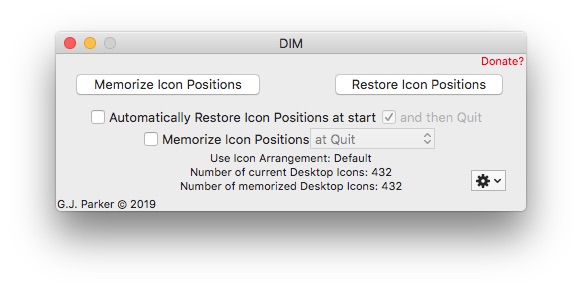 DIM
Donate?
Memorize Icon Positions
Restore Icon Positions
Automatically Restore Icon Positions at start and then Quit
Memorize Icon Positions at Quit
Use Icon Arrangement: Default
Number of current Desktop Icons: 432
Number of memorized Desktop Icons: 432
G.J. Parker © 2019